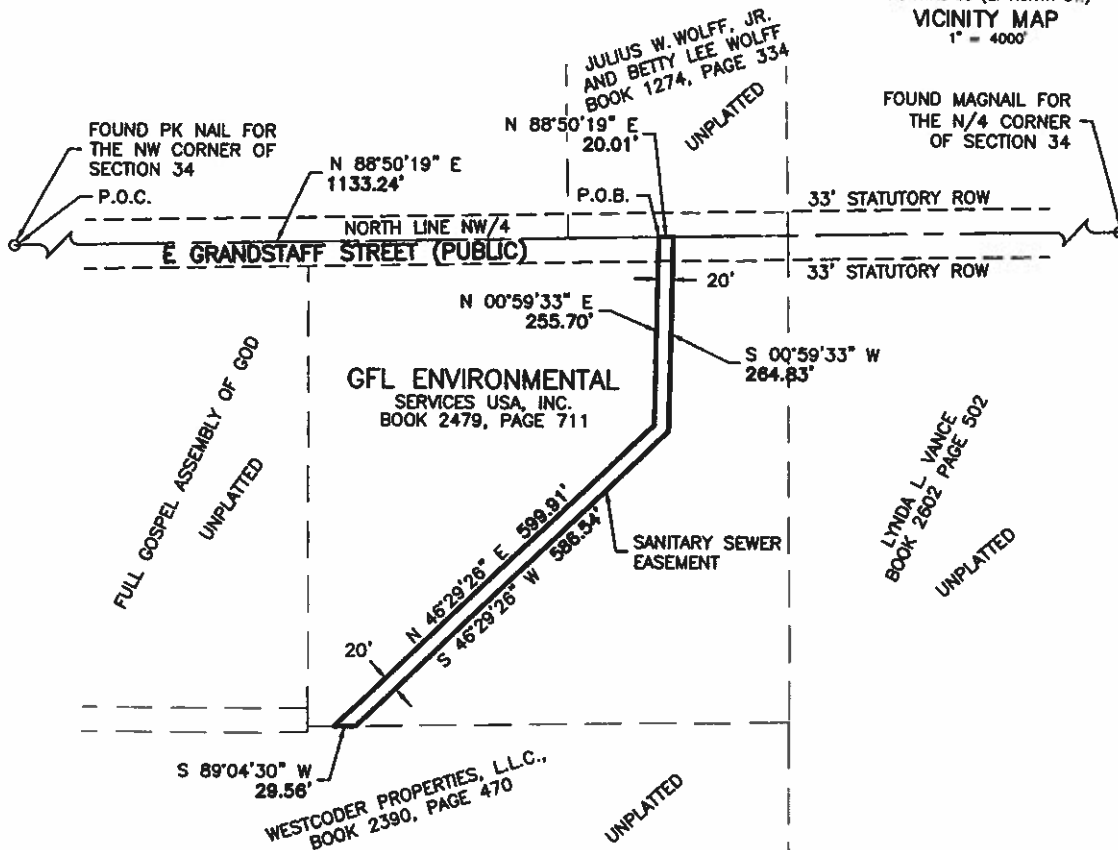 VICINITY MAP
1" = 4000'
JULIUS W. WOLFF, JR.
AND BETTY LEE WOLFF
BOOK 1274, PAGE 334
UNPLATTED
FOUND PK NAIL FOR
THE NW CORNER OF
SECTION 34
P.O.C.
N 88°50'19" E
1133.24'
N 88°50'19" E
20.01'
P.O.B.
FOUND MAGNAIL FOR
THE N/4 CORNER
OF SECTION 34
33' STATUTORY ROW
NORTH LINE NW/4
E GRANDSTAFF STREET (PUBLIC)
33' STATUTORY ROW
20'
N 00°59'33" E
255.70'
S 00°59'33" W
264.83'
GFL ENVIRONMENTAL
SERVICES USA, INC.
BOOK 2479, PAGE 711
FULL GOSPEL ASSEMBLY OF GOD
UNPLATTED
LYNDA L. VANCE
BOOK 2602 PAGE 502
UNPLATTED
N 46°29'26" E 599.91'
S 46°29'26" W 586.54'
SANITARY SEWER
EASEMENT
20'
S 89°04'30" W
29.56'
WESTCODER PROPERTIES, L.L.C.,
BOOK 2390, PAGE 470
UNPLATTED